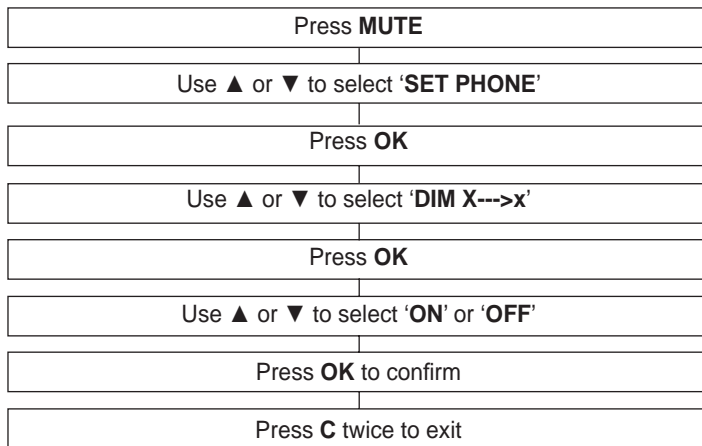 Press MUTE
Use ▲ or ▼ to select ‘SET PHONE’
Press OK
Use ▲ or ▼ to select ‘DIM X--->x’
Press OK
Use ▲ or ▼ to select ‘ON’ or ‘OFF’
Press OK to confirm
Press C twice to exit